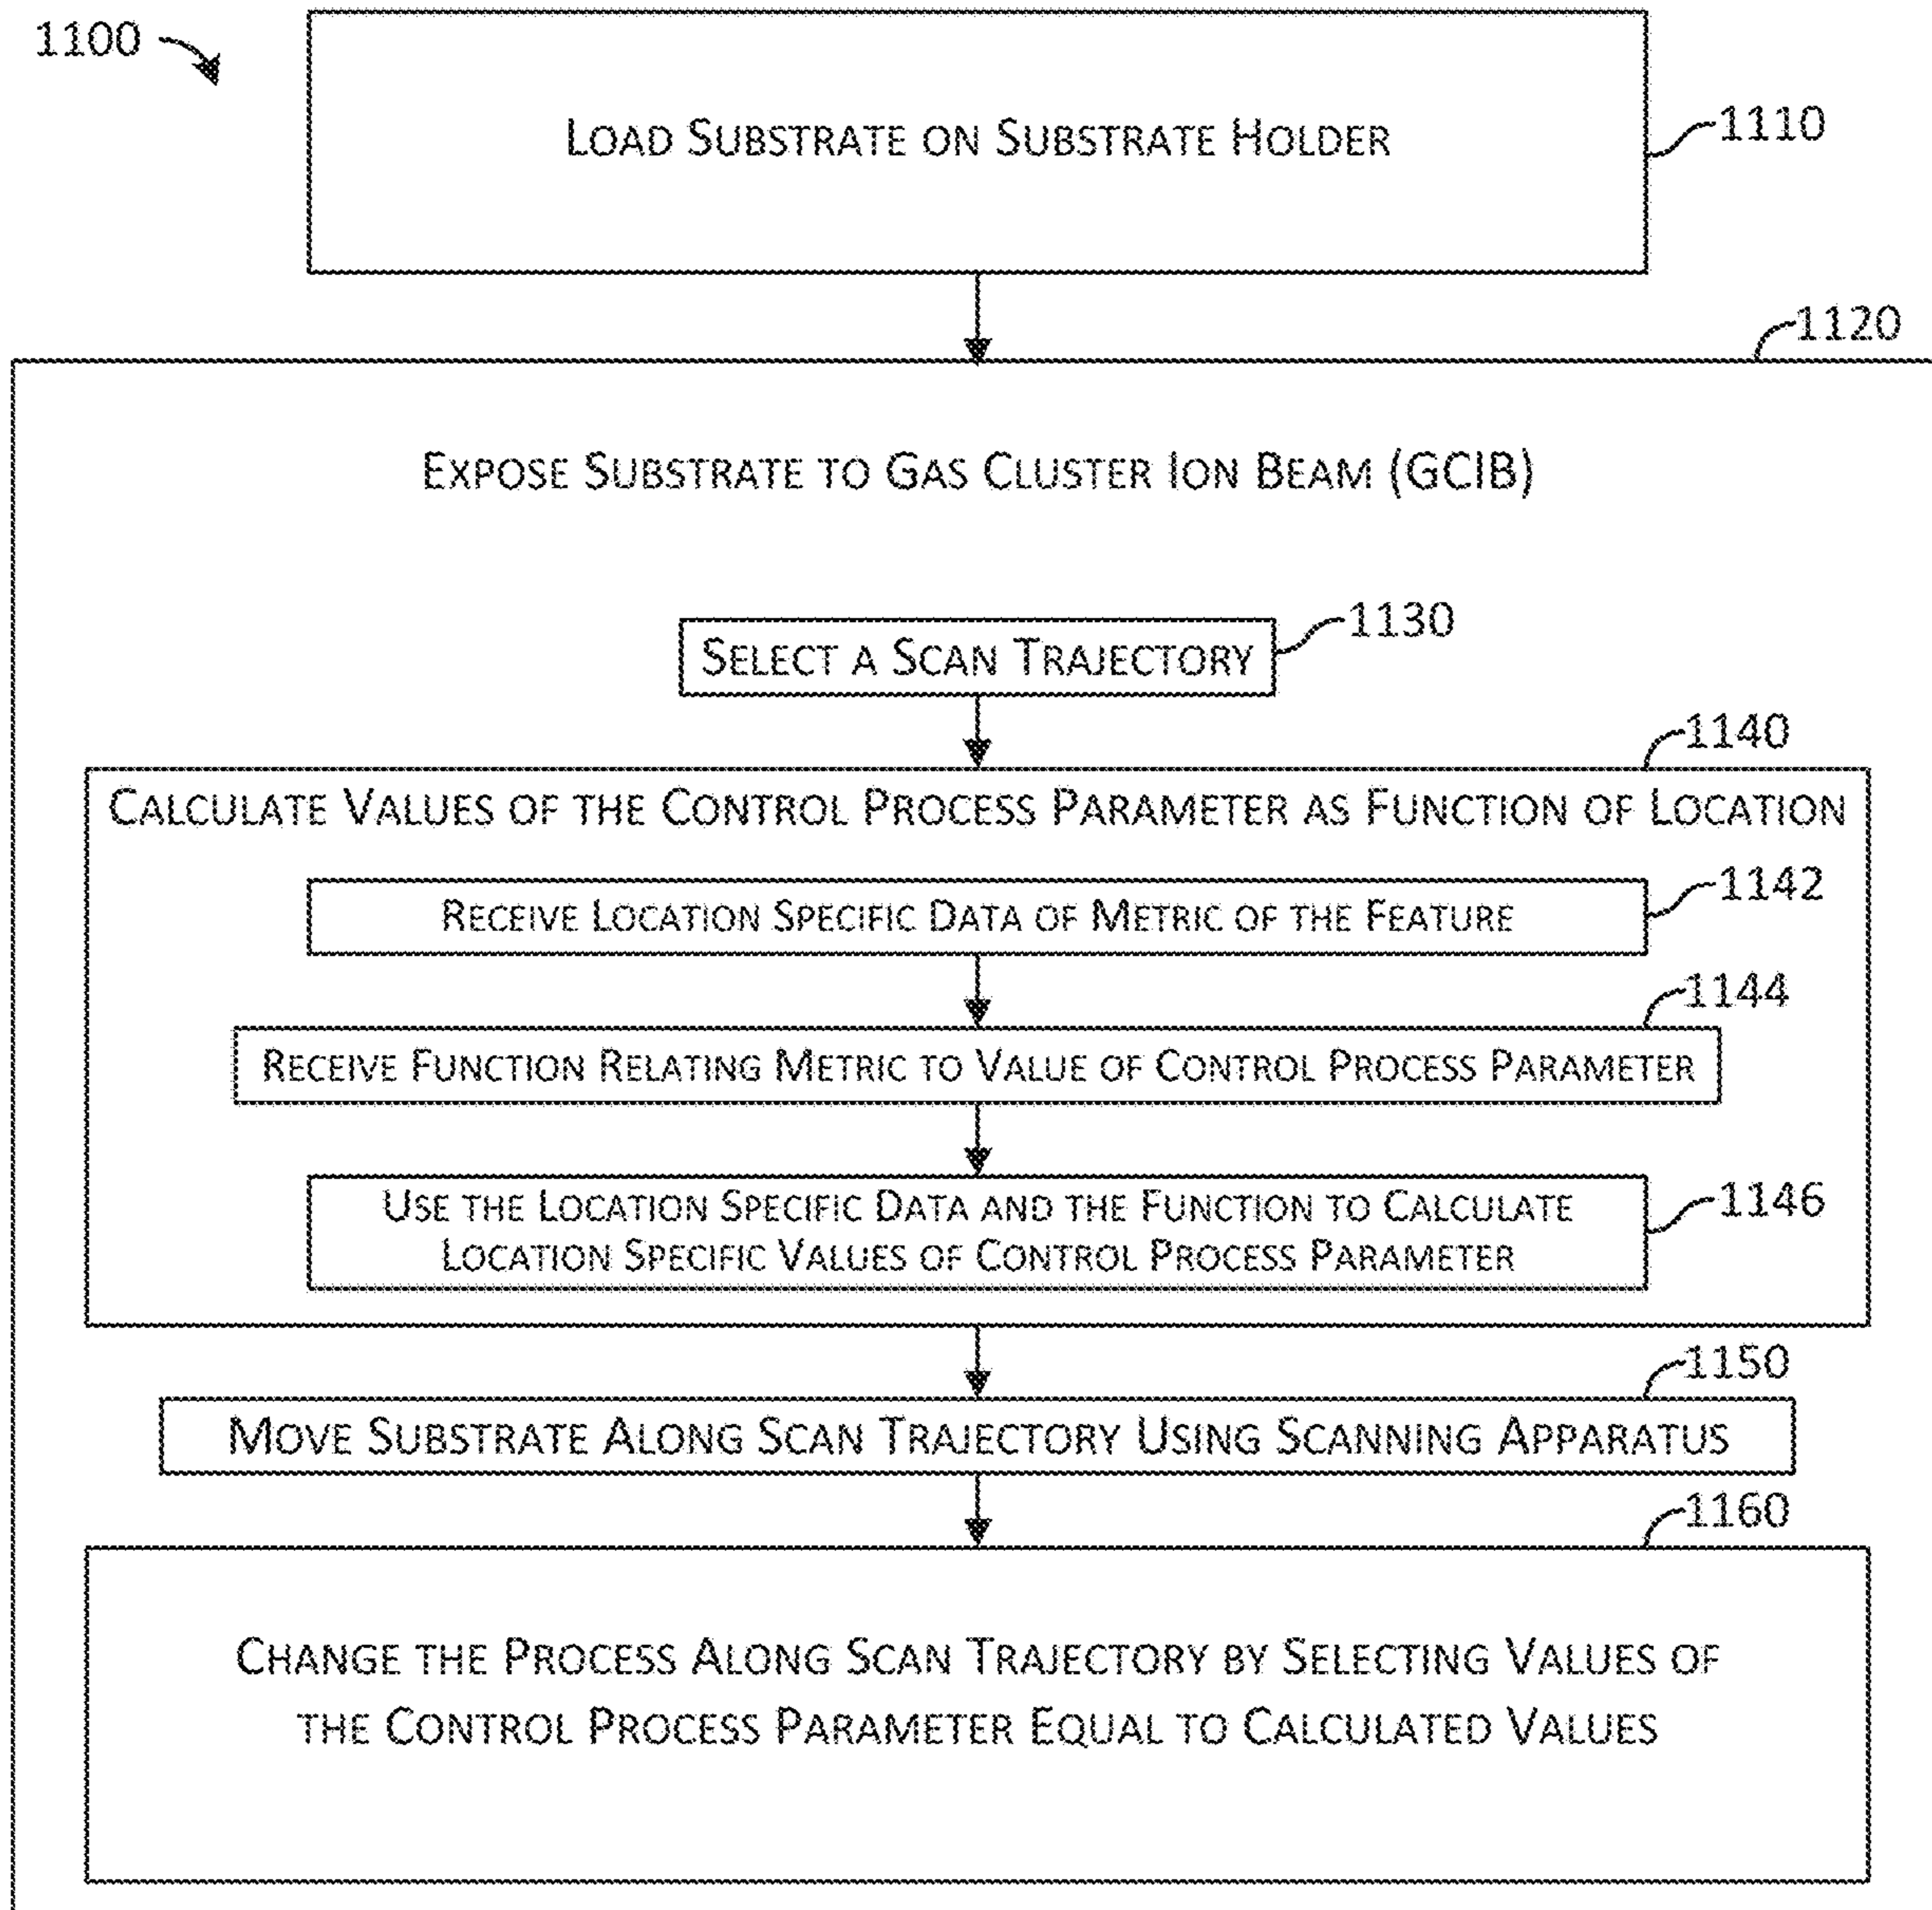 1100
LOAD SUBSTRATE ON SUBSTRATE HOLDER
1110
1120
EXPOSE SUBSTRATE TO GAS CLUSTER ION BEAM (GCIB)
1130
SELECT A SCAN TRAJECTORY
1140
CALCULATE VALUES OF THE CONTROL PROCESS PARAMETER AS FUNCTION OF LOCATION
1142
RECEIVE LOCATION SPECIFIC DATA OF METRIC OF THE FEATURE
1144
RECEIVE FUNCTION RELATING METRIC TO VALUE OF CONTROL PROCESS PARAMETER
USE THE LOCATION SPECIFIC DATA AND THE FUNCTION TO CALCULATE
1146
LOCATION SPECIFIC VALUES OF CONTROL PROCESS PARAMETER
1150
MOVE SUBSTRATE ALONG SCAN TRAJECTORY USING SCANNING APPARATUS
1160
CHANGE THE PROCESS ALONG SCAN TRAJECTORY BY SELECTING VALUES OF
THE CONTROL PROCESS PARAMETER EQUAL TO CALCULATED VALUES